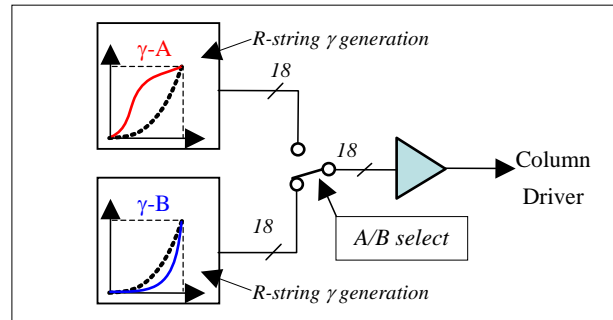 γ-A
R-string γ generation
18
18
Column
Driver
γ-B
18
A/B select
R-string γ generation